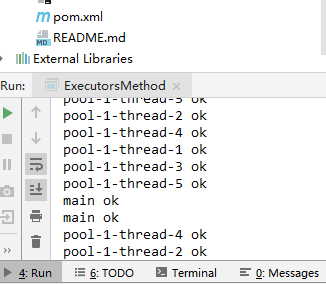 pom.xml
README.md
External Libraries
Run: ExecutorsMethod
pool-1-thread-5 ok
pool-1-thread-2 ok
pool-1-thread-4 ok
pool-1-thread-1 ok
pool-1-thread-3 ok
pool-1-thread-5 ok
main ok
main ok
pool-1-thread-4 ok
pool-1-thread-2 ok
4: Run 6: TODO Terminal 0: Messages